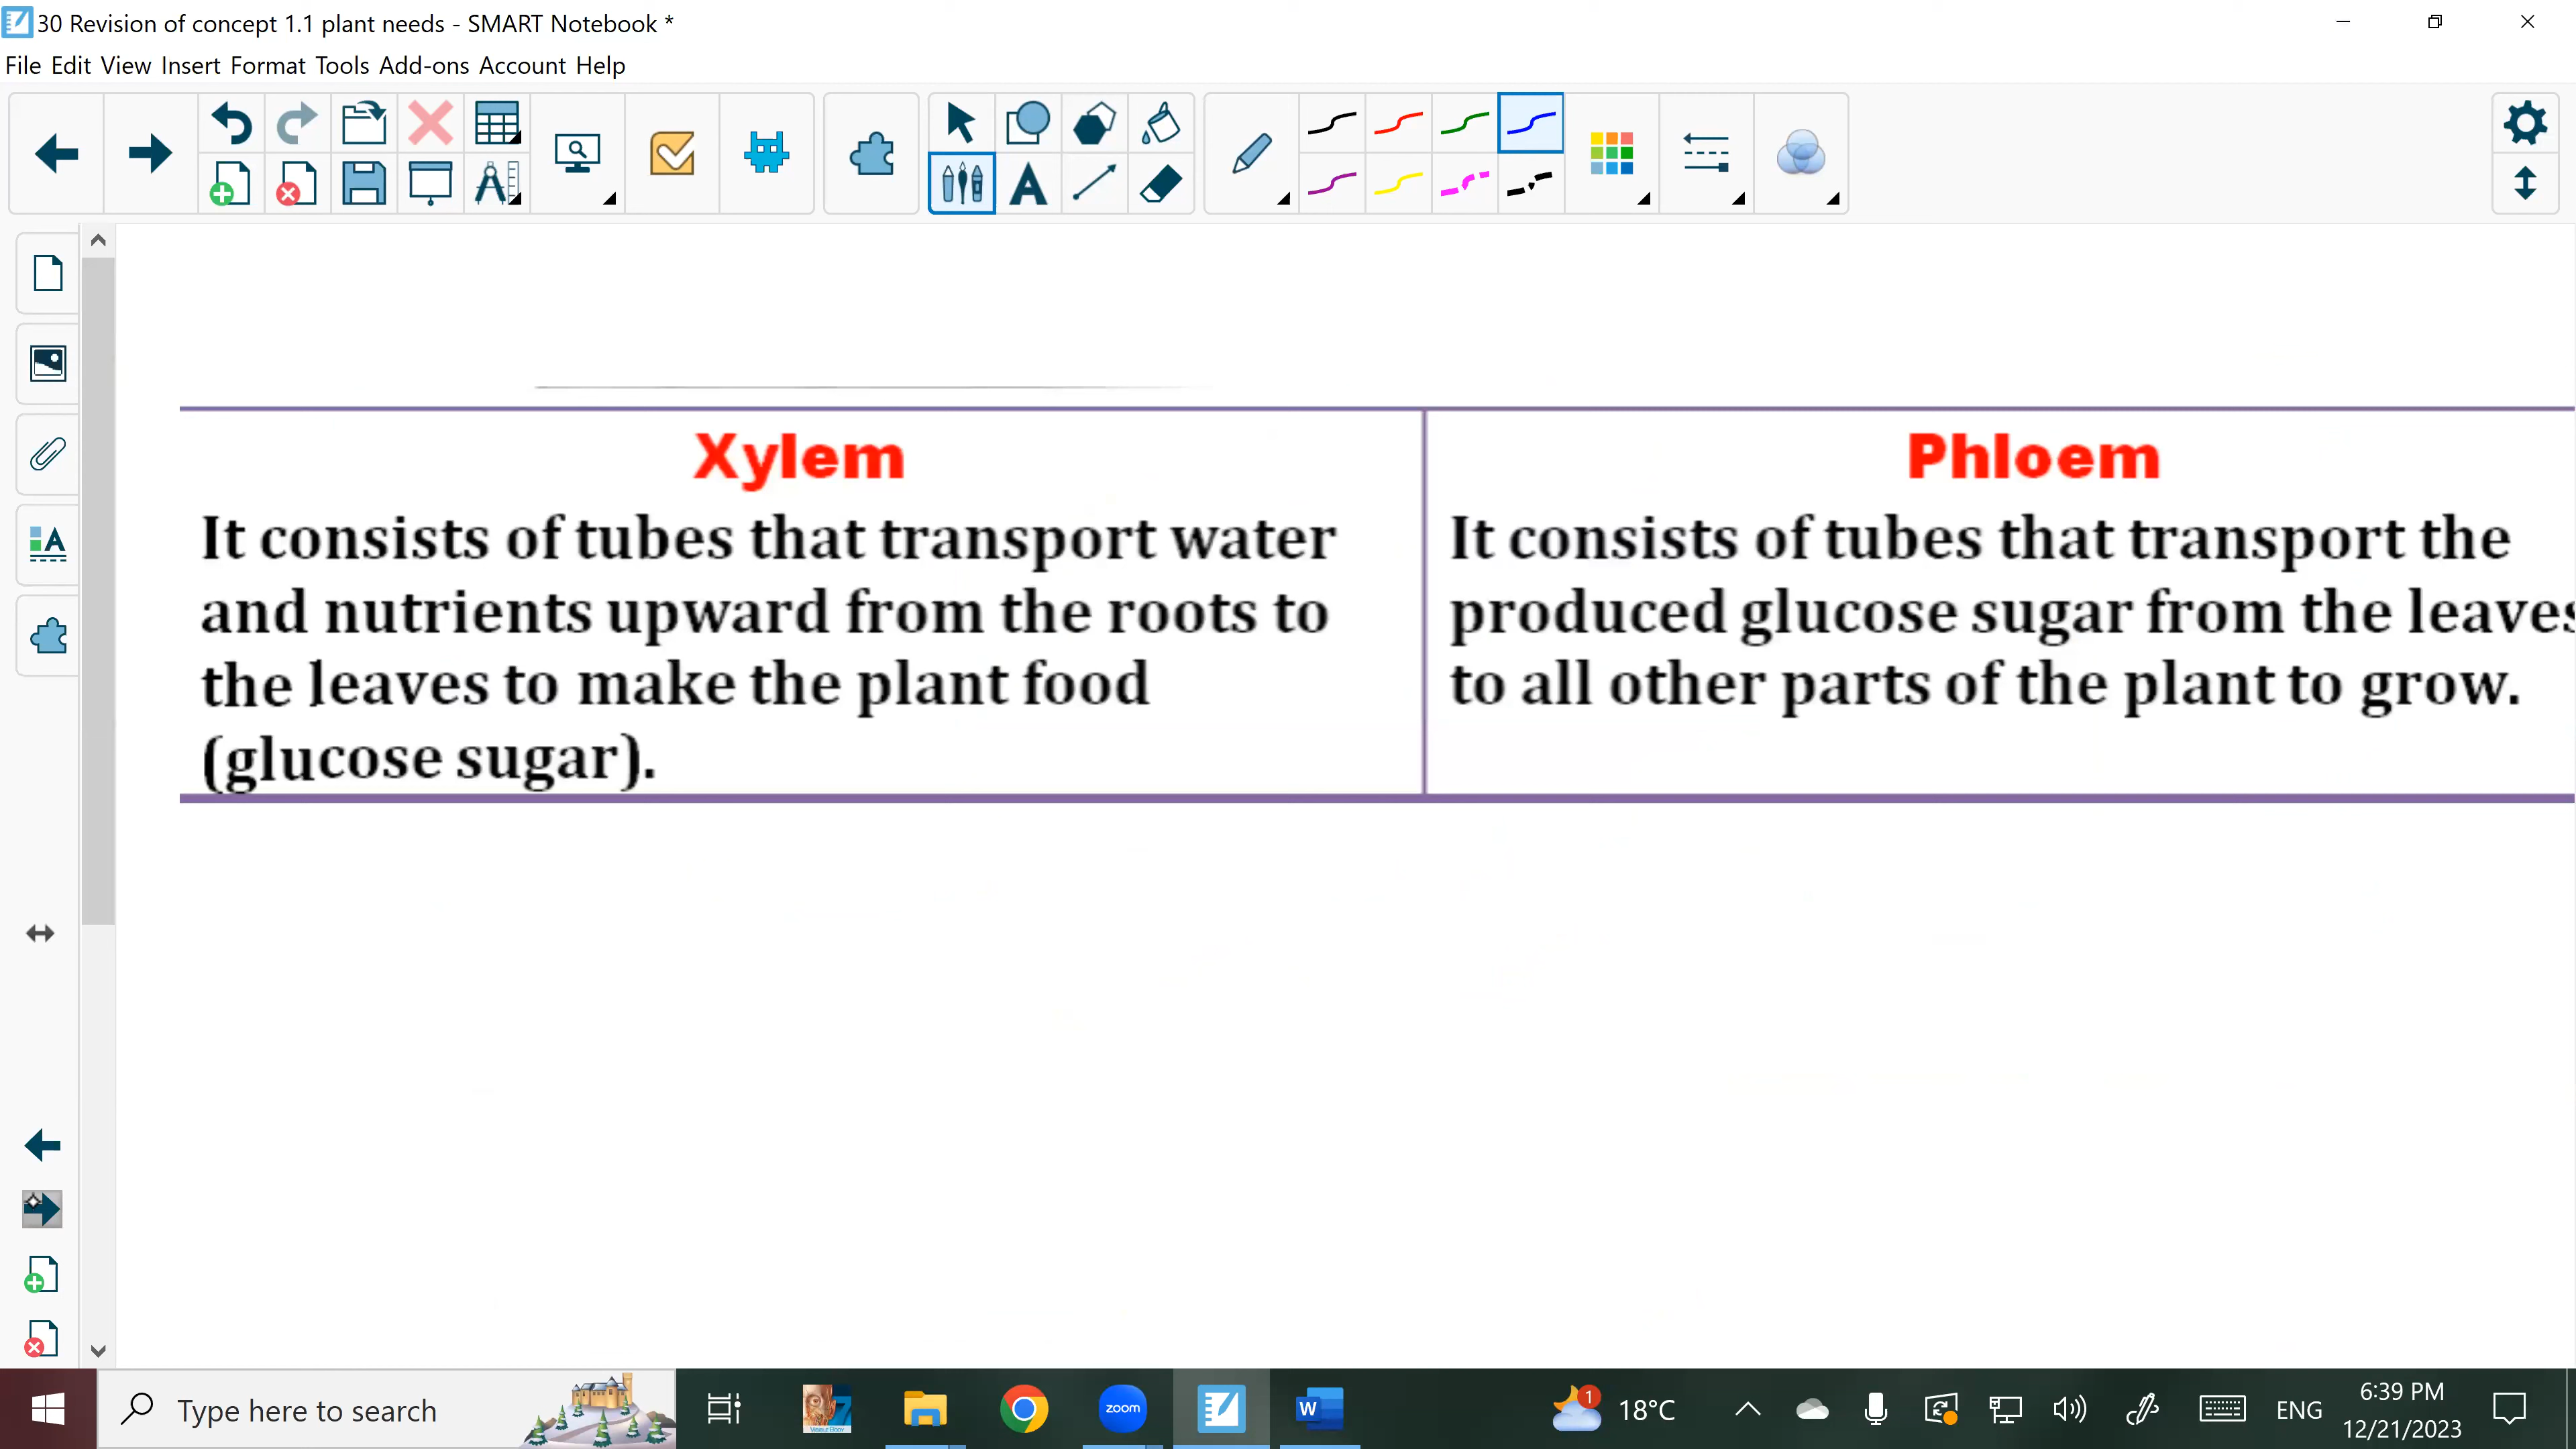 30 Revision of concept 1.1 plant needs - SMART Notebook *
File Edit View Insert Format Tools Add-ons Account Help
Xylem
It consists of tubes that transport water
and nutrients upward from the roots to
the leaves to make the plant food
(glucose sugar).
Phloem
It consists of tubes that transport the
produced glucose sugar from the leaves
to all other parts of the plant to grow.
Type here to search
zoom
W
1
18°C
ENG
6:39 PM
12/21/2023